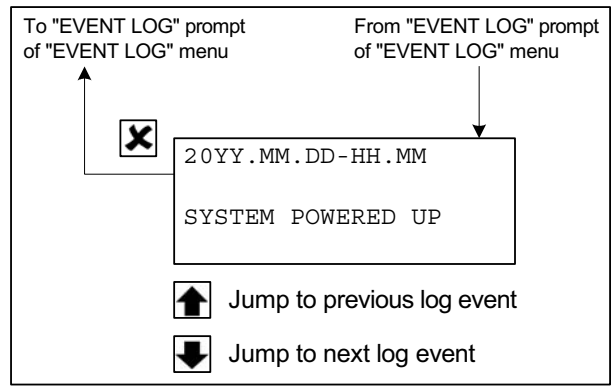 To "EVENT LOG" prompt
of "EVENT LOG" menu
From "EVENT LOG" prompt
of "EVENT LOG" menu
20YY.MM.DD-HH.MM
SYSTEM POWERED UP
Jump to previous log event
Jump to next log event